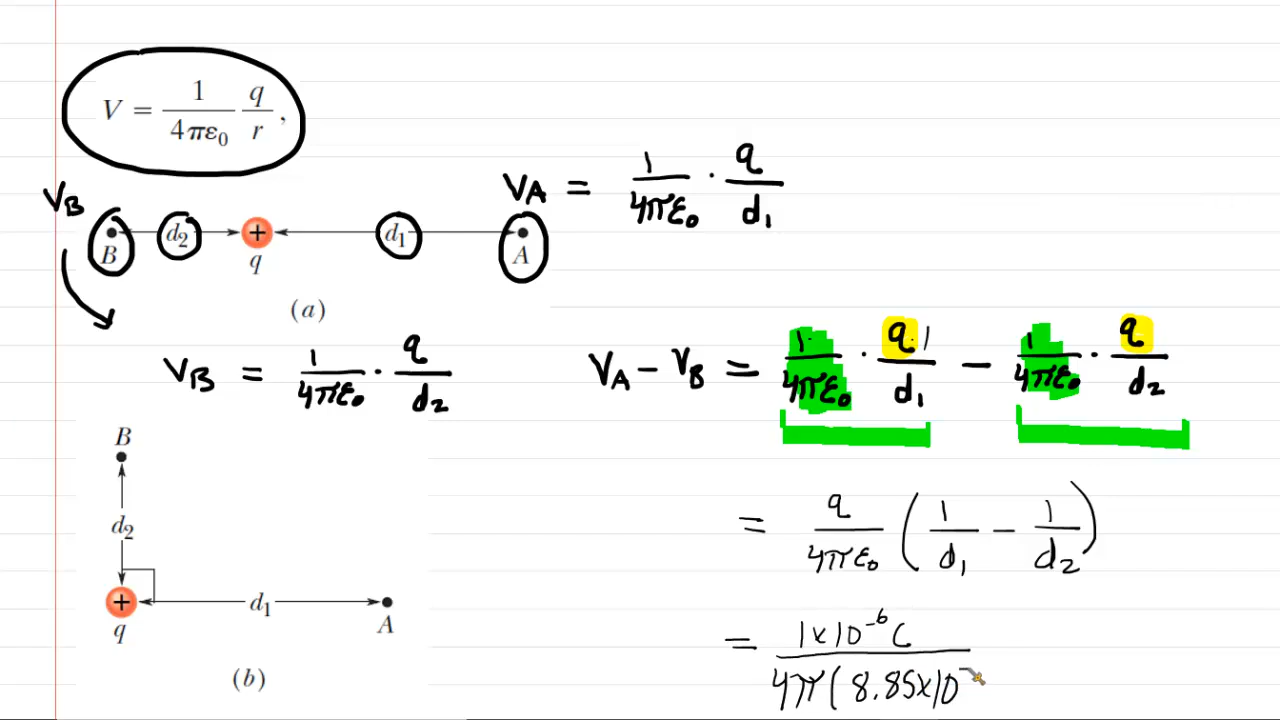 V = 1/4πε₀ q/r,
V_B
V_A = 1/4πε₀ · q/d₁
B d₂ + d₁ A
q
(a)
V_B = 1/4πε₀ · q/d₂
V_A − V_B = 1/4πε₀ · q/d₁ − 1/4πε₀ · q/d₂
B
d₂
= q/4πε₀ (1/d₁ − 1/d₂)
+ d₁ A
q
(b)
= 1×10⁻⁶ C / 4π(8.85×10⁻